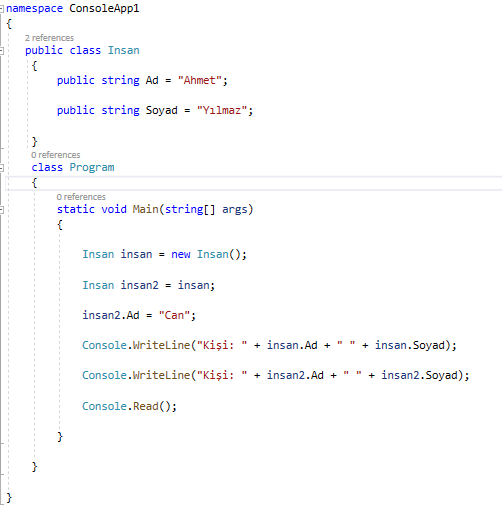 namespace ConsoleApp1
{
2 references
public class Insan
{
public string Ad = "Ahmet";
public string Soyad = "Yılmaz";
}
0 references
class Program
{
0 references
static void Main(string[] args)
{
Insan insan = new Insan();
Insan insan2 = insan;
insan2.Ad = "Can";
Console.WriteLine("Kişi: " + insan.Ad + " " + insan.Soyad);
Console.WriteLine("Kişi: " + insan2.Ad + " " + insan2.Soyad);
Console.Read();
}
}
}